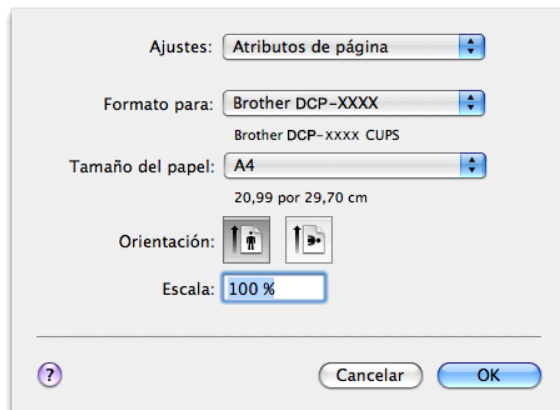 Ajustes: Atributos de página
Formato para: Brother DCP-XXXX
Brother DCP-XXXX CUPS
Tamaño del papel: A4
20,99 por 29,70 cm
Orientación:
Escala: 100 %
? Cancelar OK